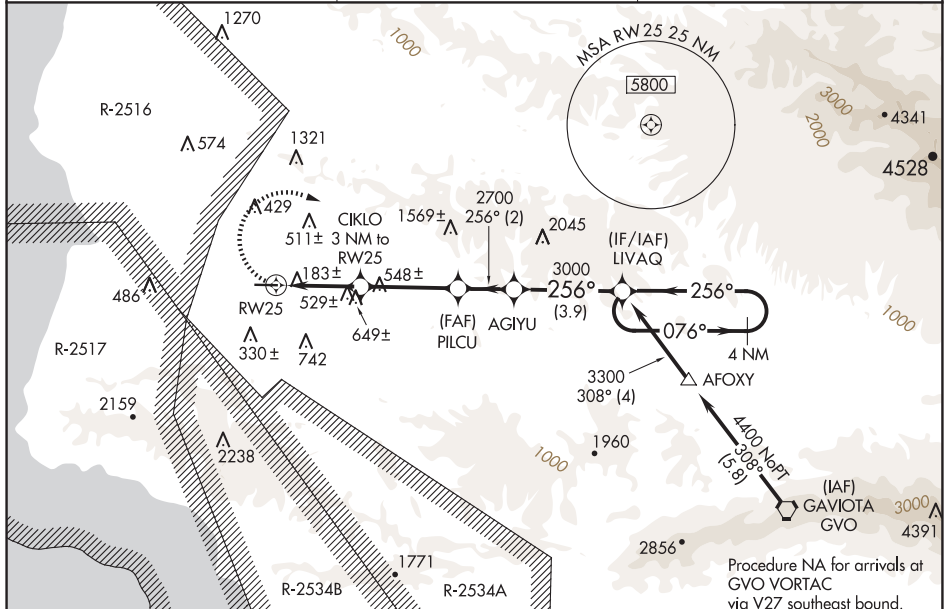 1270
1000
MSA RW 25 25 NM
5800
R-2516
574
1321
3000
2000
4341
4528
429
511±
CIKLO
3 NM to
RW25
1569±
2700
256° (2)
2045
(IF/IAF)
LIVAQ
183±
548±
3000
256°
(3.9)
256°
486
RW25
529±
649±
(FAF)
PILCU
AGIYU
076°
4 NM
1000
R-2517
330±
742
3300
308° (4)
AFOXY
2159
2238
1000
1960
4400 NoPT
308°
(5.8)
(IAF)
GAVIOTA
GVO
3000
4391
2856
1771
R-2534B
R-2534A
Procedure NA for arrivals at
GVO VORTAC
via V27 southeast bound.